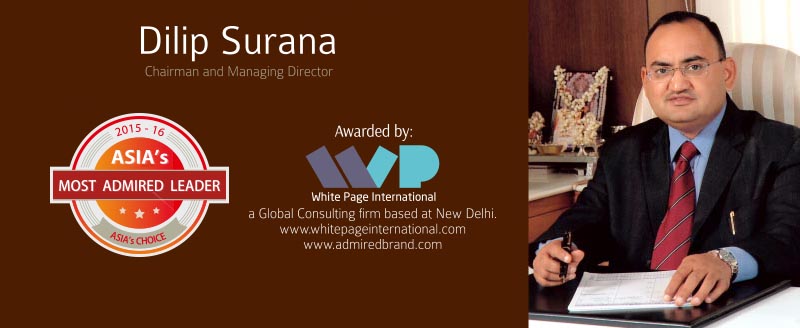 Dilip Surana
Chairman and Managing Director
2015 - 16
ASIA's
MOST ADMIRED LEADER
ASIA's CHOICE
Awarded by:
WP
White Page International
a Global Consulting firm based at New Delhi.
www.whitepageinternational.com
www.admiredbrand.com